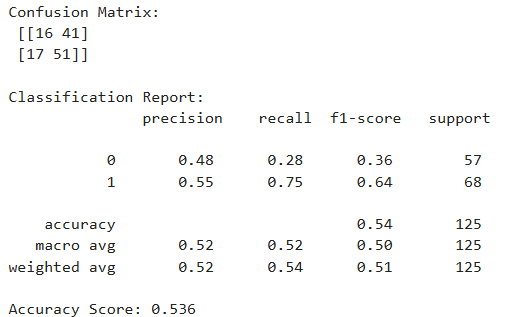 Confusion Matrix:
[[16 41]
[17 51]]
Classification Report:
precision recall f1-score support
0 0.48 0.28 0.36 57
1 0.55 0.75 0.64 68
accuracy 0.54 125
macro avg 0.52 0.52 0.50 125
weighted avg 0.52 0.54 0.51 125
Accuracy Score: 0.536